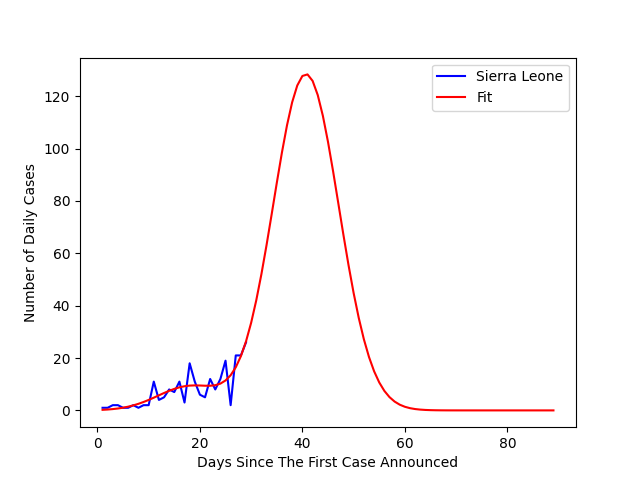 Sierra Leone
Fit
120
100
80
60
40
20
0
Number of Daily Cases
0 20 40 60 80
Days Since The First Case Announced